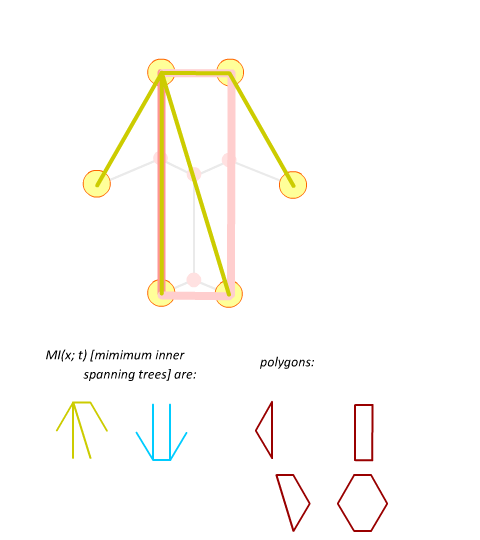 MI(x; t) [mimimum inner
spanning trees] are:
polygons: